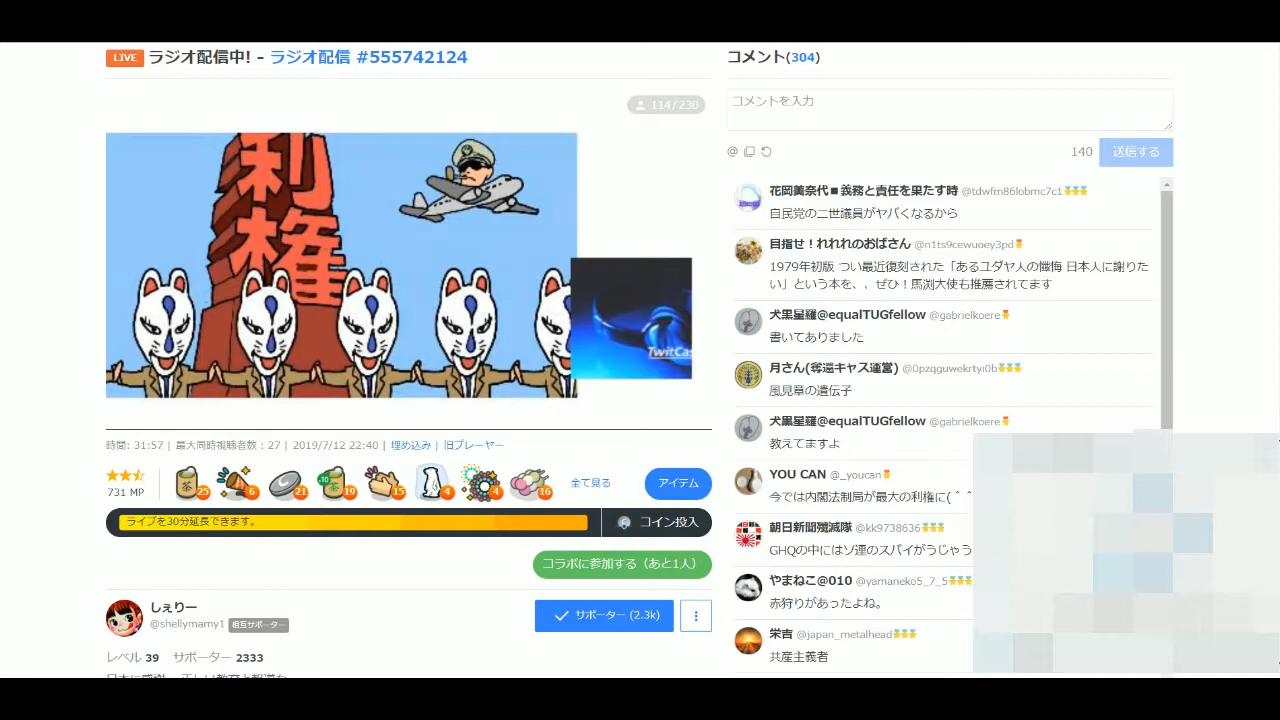 LIVE ラジオ配信中! - ラジオ配信 #555742124
114/230
利権
TwitCas
時間: 31:57 | 最大同時視聴者数 : 27 | 2019/7/12 22:40 | 埋め込み | 旧プレーヤー
731 MP
茶 25
6
21
+10 茶 19
15
4
4
16
全て見る
アイテム
ライブを30分延長できます。
コイン投入
コラボに参加する（あと1人）
しぇりー
@shellymamy1 相互サポーター
サポーター (2.3k)
レベル 39 サポーター 2333
コメント(304)
コメントを入力
140 送信する
花岡美奈代■義務と責任を果たす時 @tdwfm86lobmc7c1
自民党の二世議員がヤバくなるから
目指せ！れれれのおばさん @n1ts9cewuoey3pd
1979年初版 つい最近復刻された「あるユダヤ人の懺悔 日本人に謝りた
い」という本を、、ぜひ！馬渕大使も推薦されてます
犬黒星羅@equalTUGfellow @gabrielkoere
書いてありました
月さん(奪還キャス運営) @0pzqguwekrtyi0b
風見章の遺伝子
犬黒星羅@equalTUGfellow @gabrielkoere
教えてますよ
YOU CAN @_youcan
今では内閣法制局が最大の利権に( ＾ ＾
朝日新聞殲滅隊 @kk9738636
GHQの中にはソ連のスパイがうじゃう
やまねこ@010 @yamaneko5_7_5
赤狩りがあったよね。
栄吉 @japan_metalhead
共産主義者